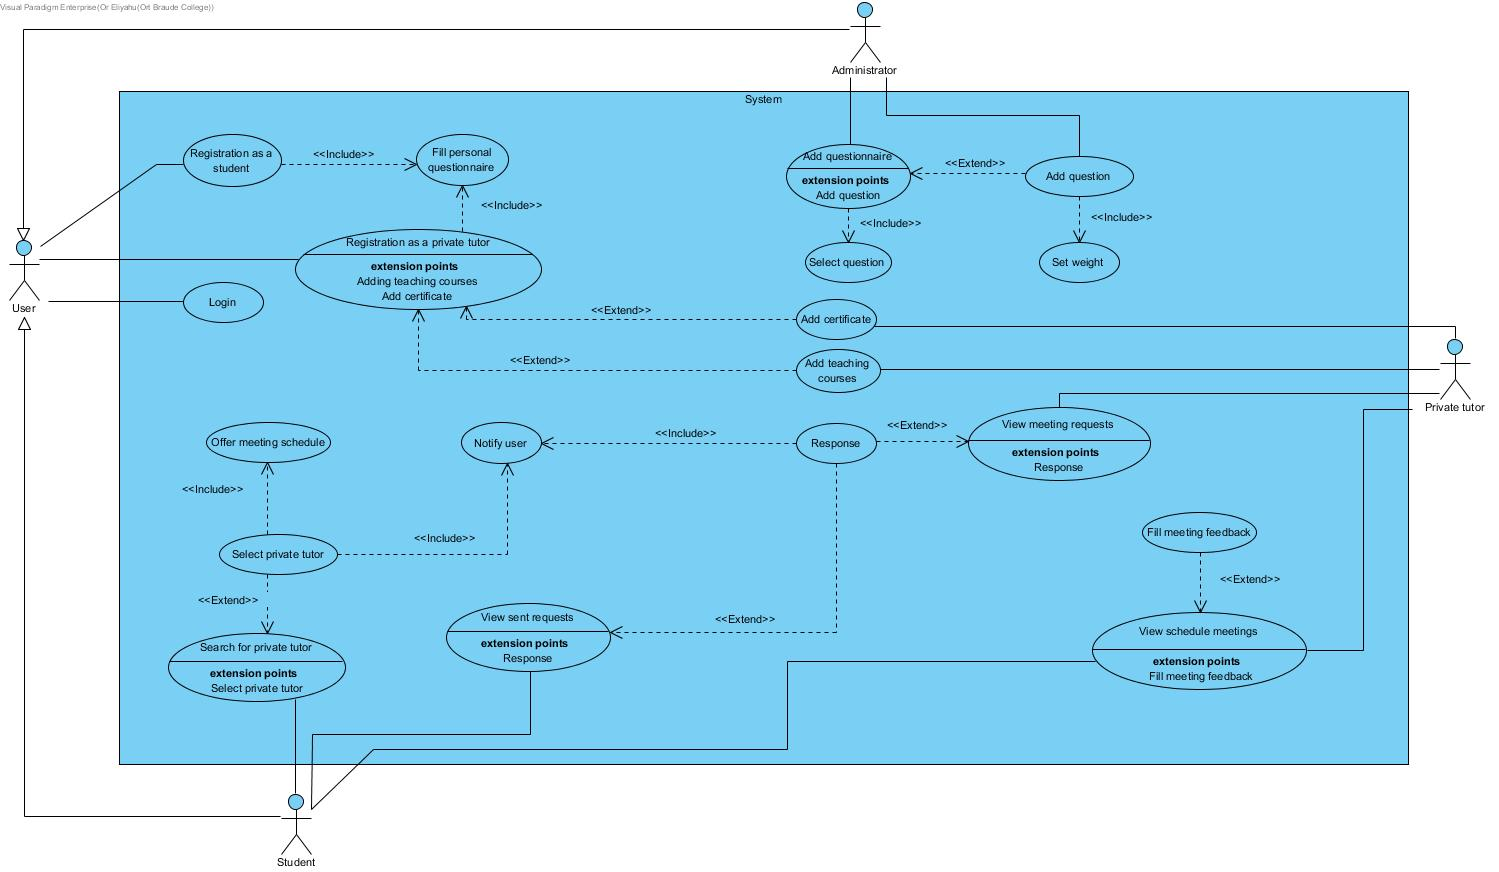 Visual Paradigm Enterprise(Or Eliyahu(Ort Braude College))
Administrator
System
Registration as a
student
<<Include>>
Fill personal
questionnaire
<<Include>>
Add questionnaire
extension points
Add question
<<Extend>>
Add question
<<Include>>
<<Include>>
Select question
Set weight
Registration as a private tutor
extension points
Adding teaching courses
Add certificate
User
Login
<<Extend>>
Add certificate
<<Extend>>
Add teaching
courses
Private tutor
Offer meeting schedule
Notify user
<<Include>>
Response
<<Extend>>
View meeting requests
extension points
Response
<<Include>>
<<Include>>
Select private tutor
Fill meeting feedback
<<Extend>>
<<Extend>>
Search for private tutor
extension points
Select private tutor
View sent requests
extension points
Response
<<Extend>>
View schedule meetings
extension points
Fill meeting feedback
Student